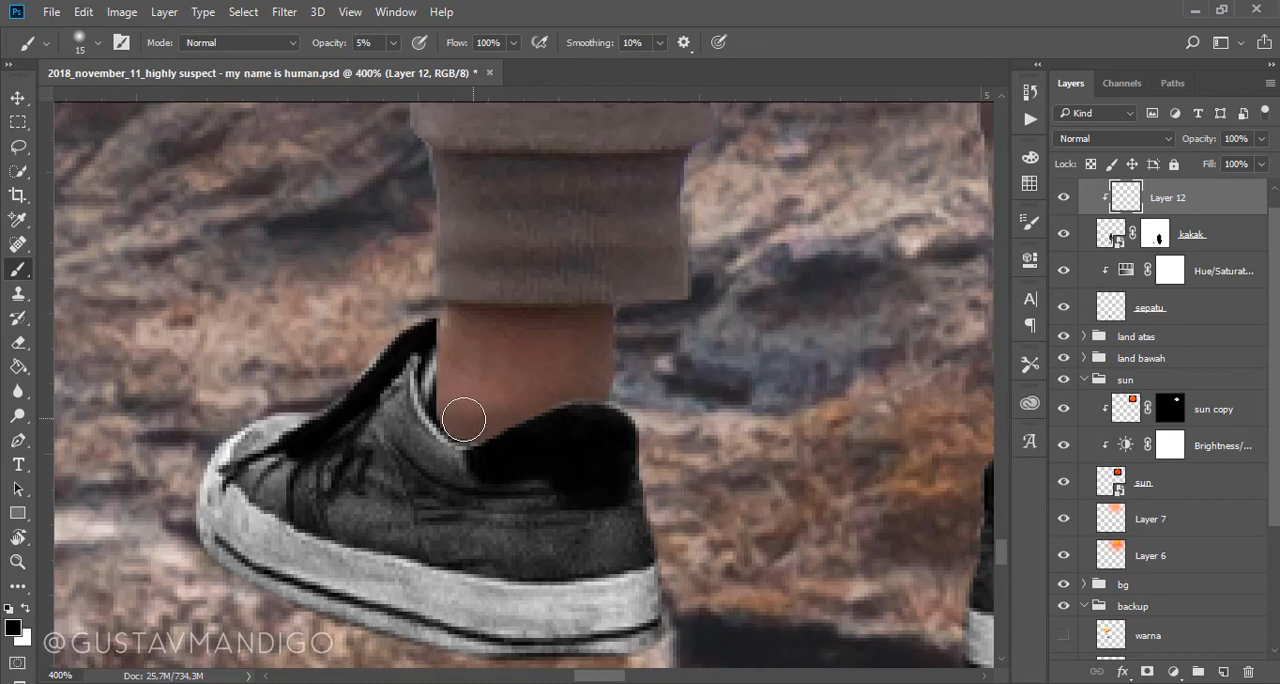 Ps File Edit Image Layer Type Select Filter 3D View Window Help
15 Mode: Normal Opacity: 5% Flow: 100% Smoothing: 10%
2018_november_11_highly suspect - my name is human.psd @ 400% (Layer 12, RGB/8) *
5
Layers Channels Paths
Kind
Normal Opacity: 100%
Lock: Fill: 100%
Layer 12
kakak
Hue/Saturat...
sepatu
land atas
land bawah
sun
sun copy
Brightness/...
sun
Layer 7
Layer 6
bg
backup
warna
@GUSTAVMANDIGO
400% Doc: 25,7M/734,3M